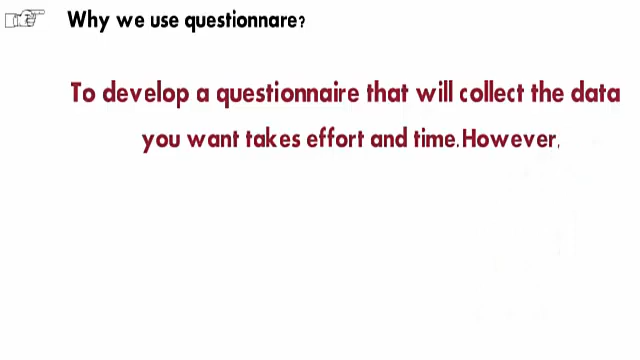 Why we use questionnare?
To develop a questionnaire that will collect the data
you want takes effort and time.However,